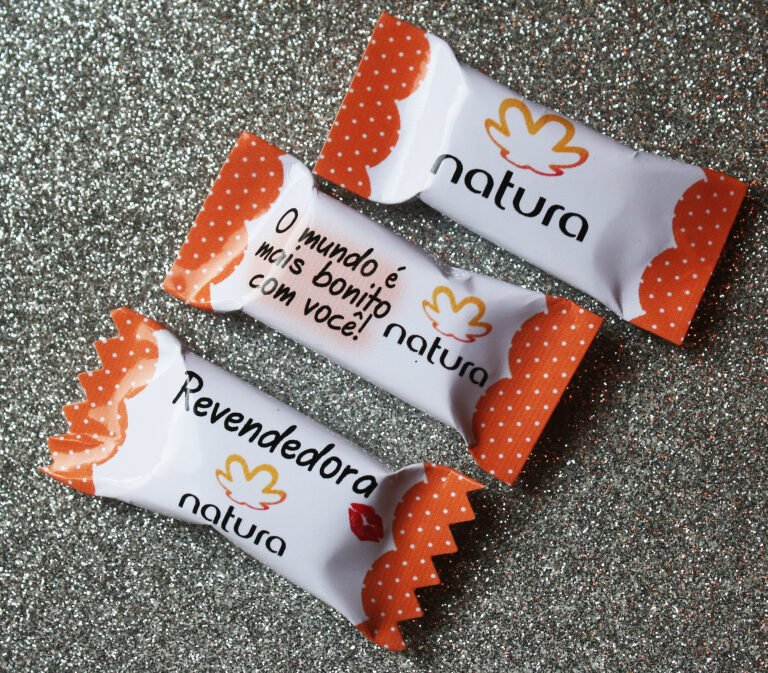 natura
O mundo é
mais bonito
com você!
natura
Revendedora
natura